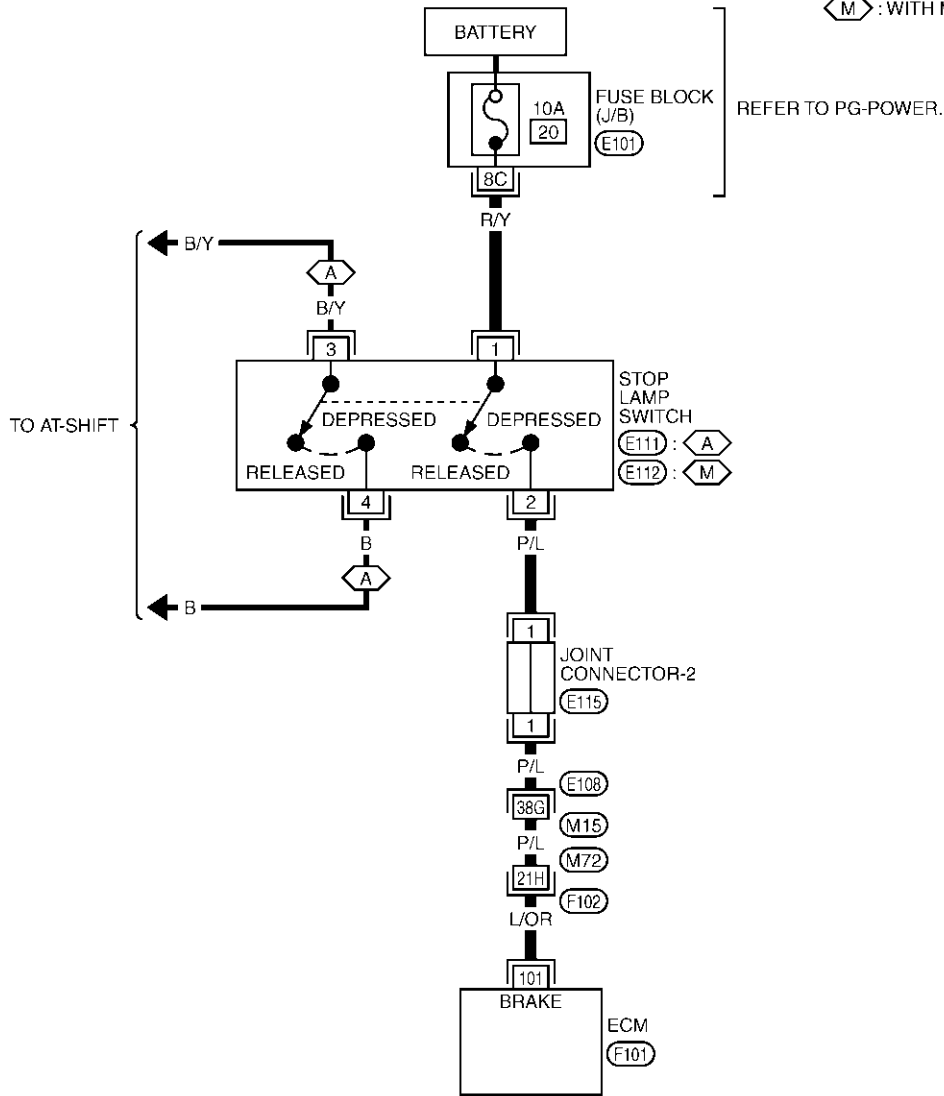 M : WITH M
BATTERY
10A
20
FUSE BLOCK
(J/B)
E101
REFER TO PG-POWER.
8C
R/Y
B/Y
A
B/Y
3
1
TO AT-SHIFT
DEPRESSED
DEPRESSED
RELEASED
RELEASED
STOP
LAMP
SWITCH
E111 : A
E112 : M
4
2
B
P/L
A
B
1
JOINT
CONNECTOR-2
E115
1
P/L
E108
38G
M15
P/L
M72
21H
F102
L/OR
101
BRAKE
ECM
F101